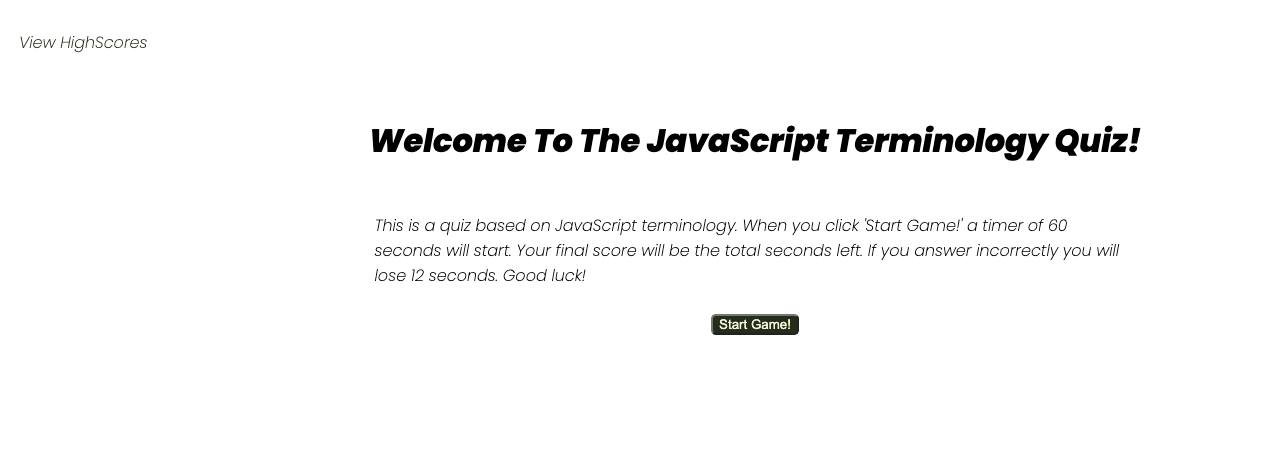 View HighScores
Welcome To The JavaScript Terminology Quiz!
This is a quiz based on JavaScript terminology. When you click 'Start Game!' a timer of 60
seconds will start. Your final score will be the total seconds left. If you answer incorrectly you will
lose 12 seconds. Good luck!
Start Game!